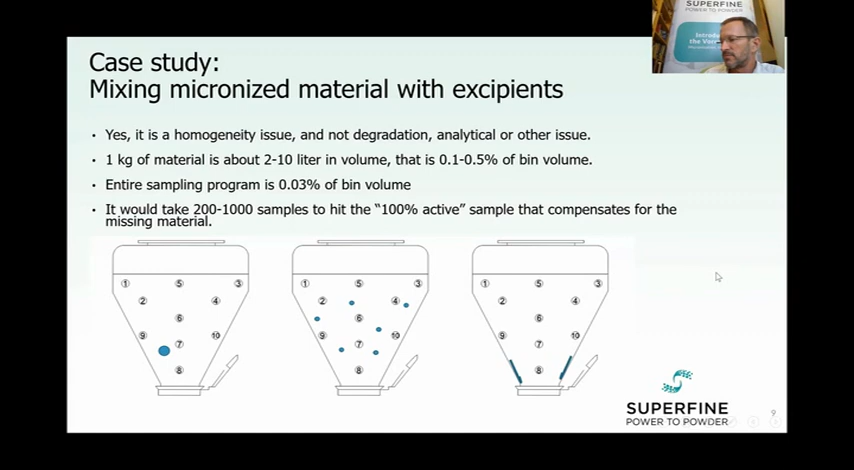 SUPERFINE
POWER TO POWDER
Case study:
Mixing micronized material with excipients
• Yes, it is a homogeneity issue, and not degradation, analytical or other issue.
• 1 kg of material is about 2-10 liter in volume, that is 0.1-0.5% of bin volume.
• Entire sampling program is 0.03% of bin volume
• It would take 200-1000 samples to hit the “100% active” sample that compensates for the
missing material.
1 5 3
2 4
6
9 10
7
8
1 5 3
2 4
6
9 10
7
8
1 5 3
2 4
6
9 10
7
8
SUPERFINE
POWER TO POWDER
9